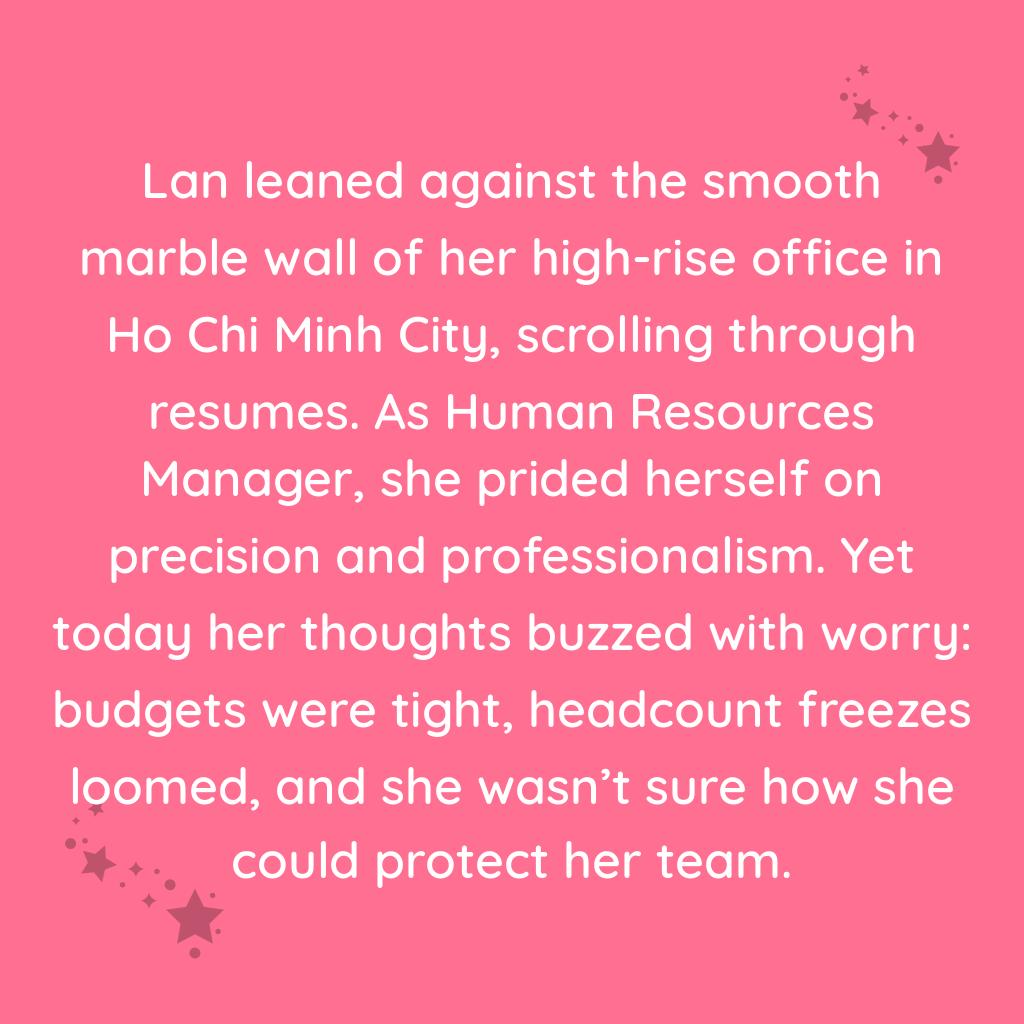 Lan leaned against the smooth
marble wall of her high-rise office in
Ho Chi Minh City, scrolling through
resumes. As Human Resources
Manager, she prided herself on
precision and professionalism. Yet
today her thoughts buzzed with worry:
budgets were tight, headcount freezes
loomed, and she wasn’t sure how she
could protect her team.